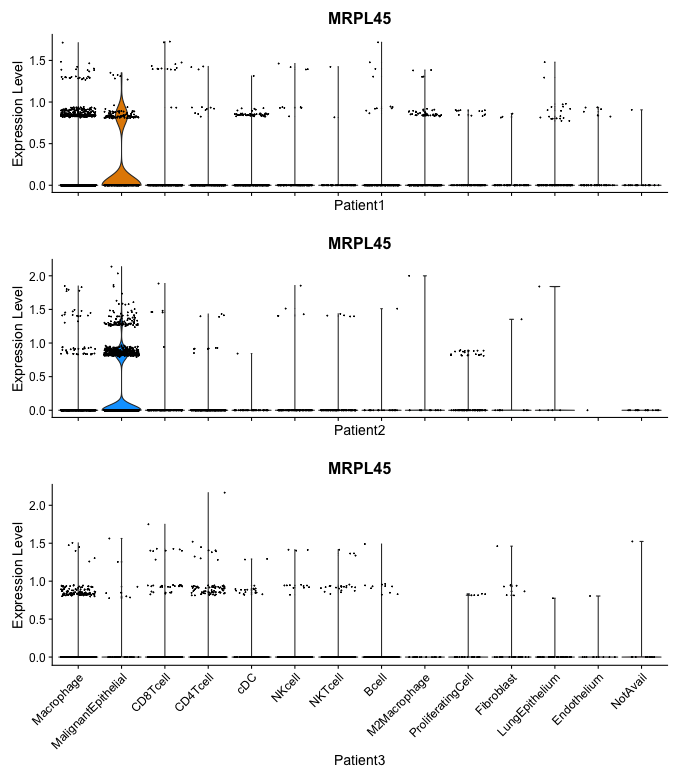 MRPL45
Expression Level
1.5
1.0
0.5
0.0
Patient1
MRPL45
Expression Level
2.0
1.5
1.0
0.5
0.0
Patient2
MRPL45
Expression Level
2.0
1.5
1.0
0.5
0.0
Macrophage
MalignantEpithelial
CD8Tcell
CD4Tcell
cDC
NKcell
NKTcell
Bcell
M2Macrophage
ProliferatingCell
Fibroblast
LungEpithelium
Endothelium
NotAvail
Patient3